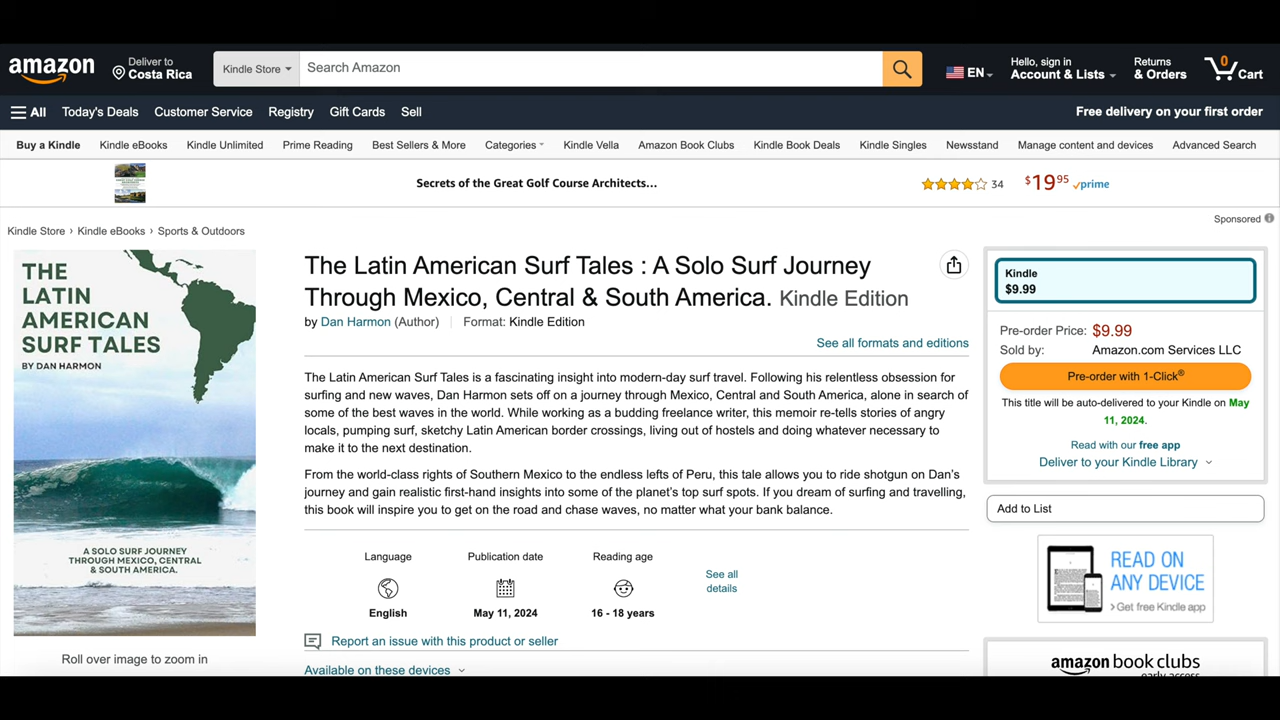 amazon
Deliver to
Costa Rica
Kindle Store
Search Amazon
EN
Hello, sign in
Account & Lists
Returns
& Orders
0
Cart
All
Today's Deals
Customer Service
Registry
Gift Cards
Sell
Free delivery on your first order
Buy a Kindle
Kindle eBooks
Kindle Unlimited
Prime Reading
Best Sellers & More
Categories
Kindle Vella
Amazon Book Clubs
Kindle Book Deals
Kindle Singles
Newsstand
Manage content and devices
Advanced Search
Secrets of the Great Golf Course Architects...
34
$1995
prime
Sponsored
Kindle Store › Kindle eBooks › Sports & Outdoors
THE
LATIN
AMERICAN
SURF TALES
BY DAN HARMON
A SOLO SURF JOURNEY
THROUGH MEXICO, CENTRAL
& SOUTH AMERICA.
Roll over image to zoom in
The Latin American Surf Tales : A Solo Surf Journey
Through Mexico, Central & South America. Kindle Edition
by Dan Harmon (Author)
Format: Kindle Edition
See all formats and editions
The Latin American Surf Tales is a fascinating insight into modern-day surf travel. Following his relentless obsession for
surfing and new waves, Dan Harmon sets off on a journey through Mexico, Central and South America, alone in search of
some of the best waves in the world. While working as a budding freelance writer, this memoir re-tells stories of angry
locals, pumping surf, sketchy Latin American border crossings, living out of hostels and doing whatever necessary to
make it to the next destination.
From the world-class rights of Southern Mexico to the endless lefts of Peru, this tale allows you to ride shotgun on Dan's
journey and gain realistic first-hand insights into some of the planet's top surf spots. If you dream of surfing and travelling,
this book will inspire you to get on the road and chase waves, no matter what your bank balance.
Language
English
Publication date
May 11, 2024
Reading age
16 - 18 years
See all
details
Report an issue with this product or seller
Available on these devices
Kindle
$9.99
Pre-order Price: $9.99
Sold by: Amazon.com Services LLC
Pre-order with 1-Click®
This title will be auto-delivered to your Kindle on May
11, 2024.
Read with our free app
Deliver to your Kindle Library
Add to List
READ ON
ANY DEVICE
› Get free Kindle app
amazon book clubs
early access